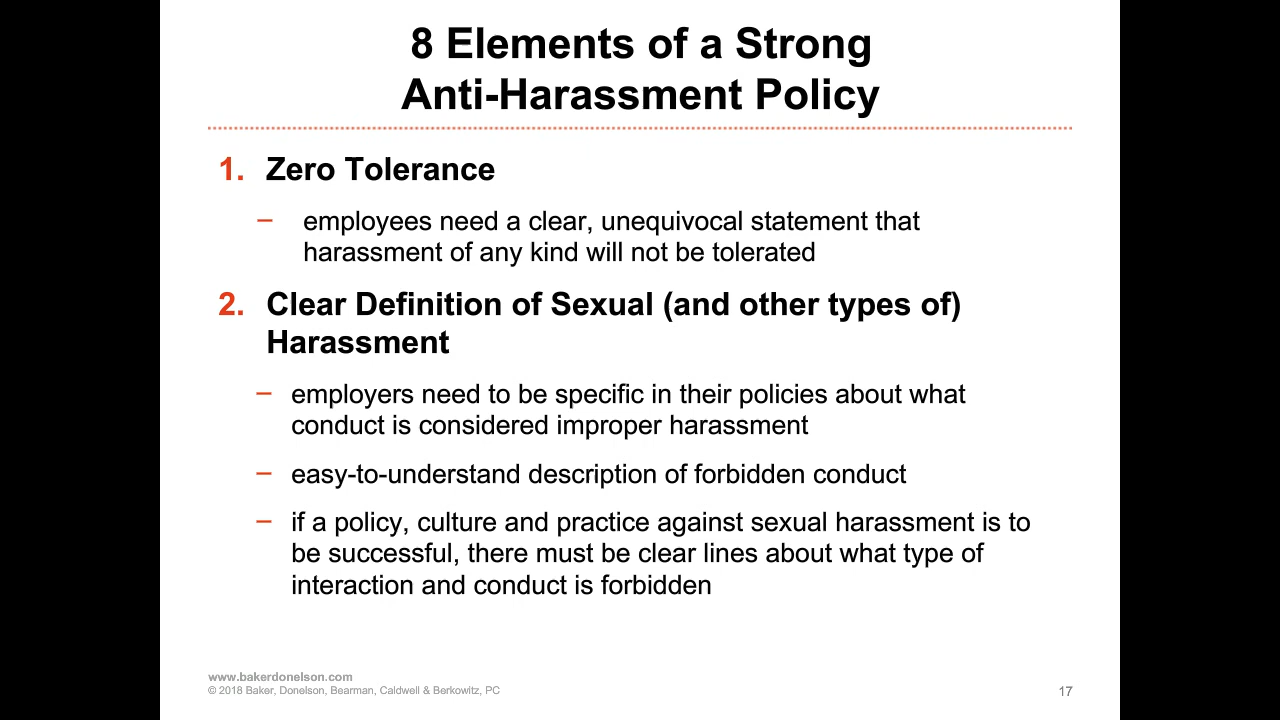 8 Elements of a Strong
Anti-Harassment Policy
1. Zero Tolerance
– employees need a clear, unequivocal statement that
harassment of any kind will not be tolerated
2. Clear Definition of Sexual (and other types of)
Harassment
– employers need to be specific in their policies about what
conduct is considered improper harassment
– easy-to-understand description of forbidden conduct
– if a policy, culture and practice against sexual harassment is to
be successful, there must be clear lines about what type of
interaction and conduct is forbidden
www.bakerdonelson.com
© 2018 Baker, Donelson, Bearman, Caldwell & Berkowitz, PC
17